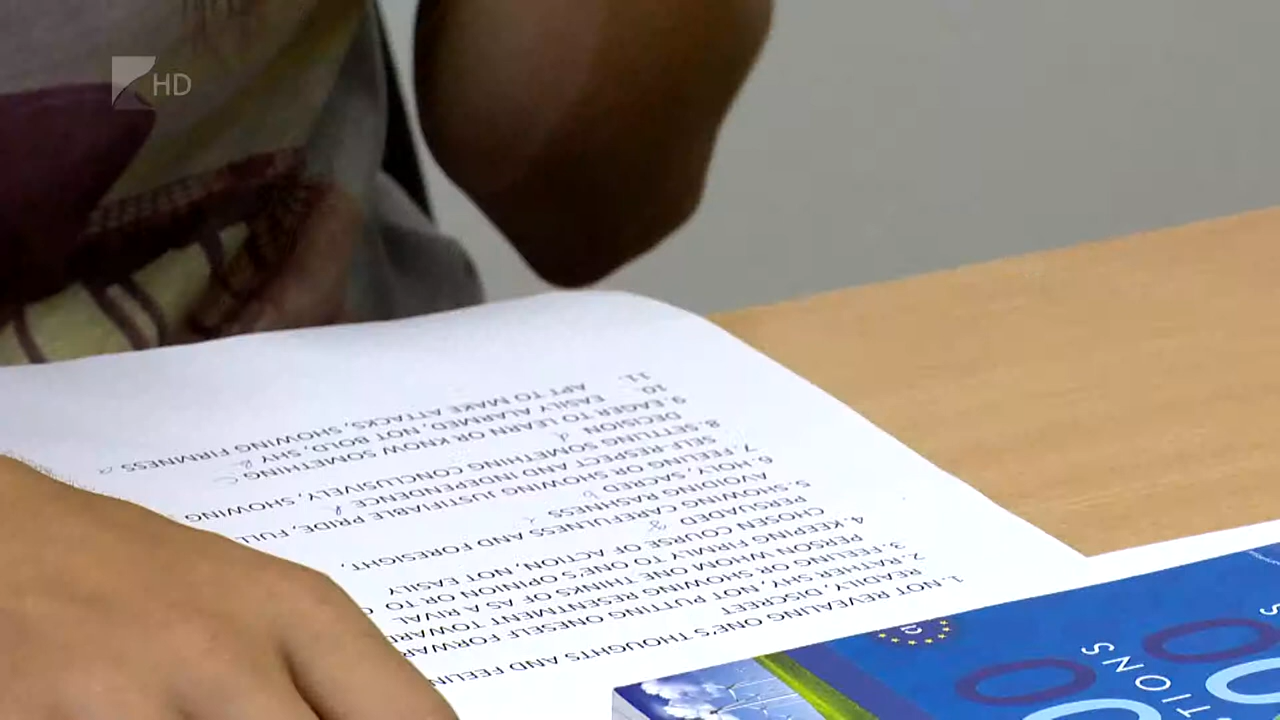 HD
1. NOT REVEALING ONE'S THOUGHTS AND FEELIN
READILY, DISCREET
2. RATHER SHY, NOT PUTTING ONESELF FORWAR
3. FEELING OR SHOWING RESENTMENT TOWAR
PERSON WHOM ONE THINKS OF AS A RIVAL
4. KEEPING FIRMLY TO ONE'S OPINION OR TO
CHOSEN COURSE OF ACTION, NOT EASILY
PERSUADED
5. SHOWING CAREFULNESS AND FORESIGHT,
AVOIDING RASHNESS
6. HOLY, SACRED
7. FEELING OR SHOWING JUSTIFIABLE PRIDE, FULL
SELF-RESPECT AND INDEPENDENCE
8. SETTLING SOMETHING CONCLUSIVELY, SHOWING
DECISION
9. EAGER TO LEARN OR KNOW SOMETHING
10. EASILY ALARMED, NOT BOLD, SHY
11. APT TO MAKE ATTACKS, SHOWING FIRMNESS
TIONS